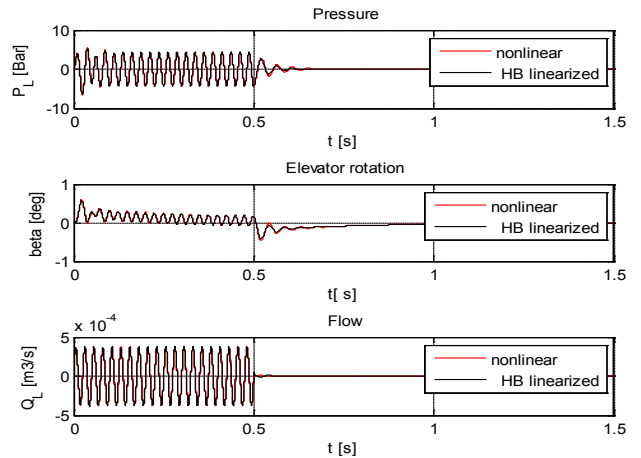 Pressure
10
0
-10
P_L [Bar]
nonlinear
HB linearized
0
0.5
1
1.5
t [s]
Elevator rotation
1
0
-1
beta [deg]
nonlinear
HB linearized
0
0.5
1
1.5
t[ s]
x 10^-4
Flow
5
0
-5
Q_L [m3/s]
nonlinear
HB linearized
0
0.5
1
1.5
t [s]